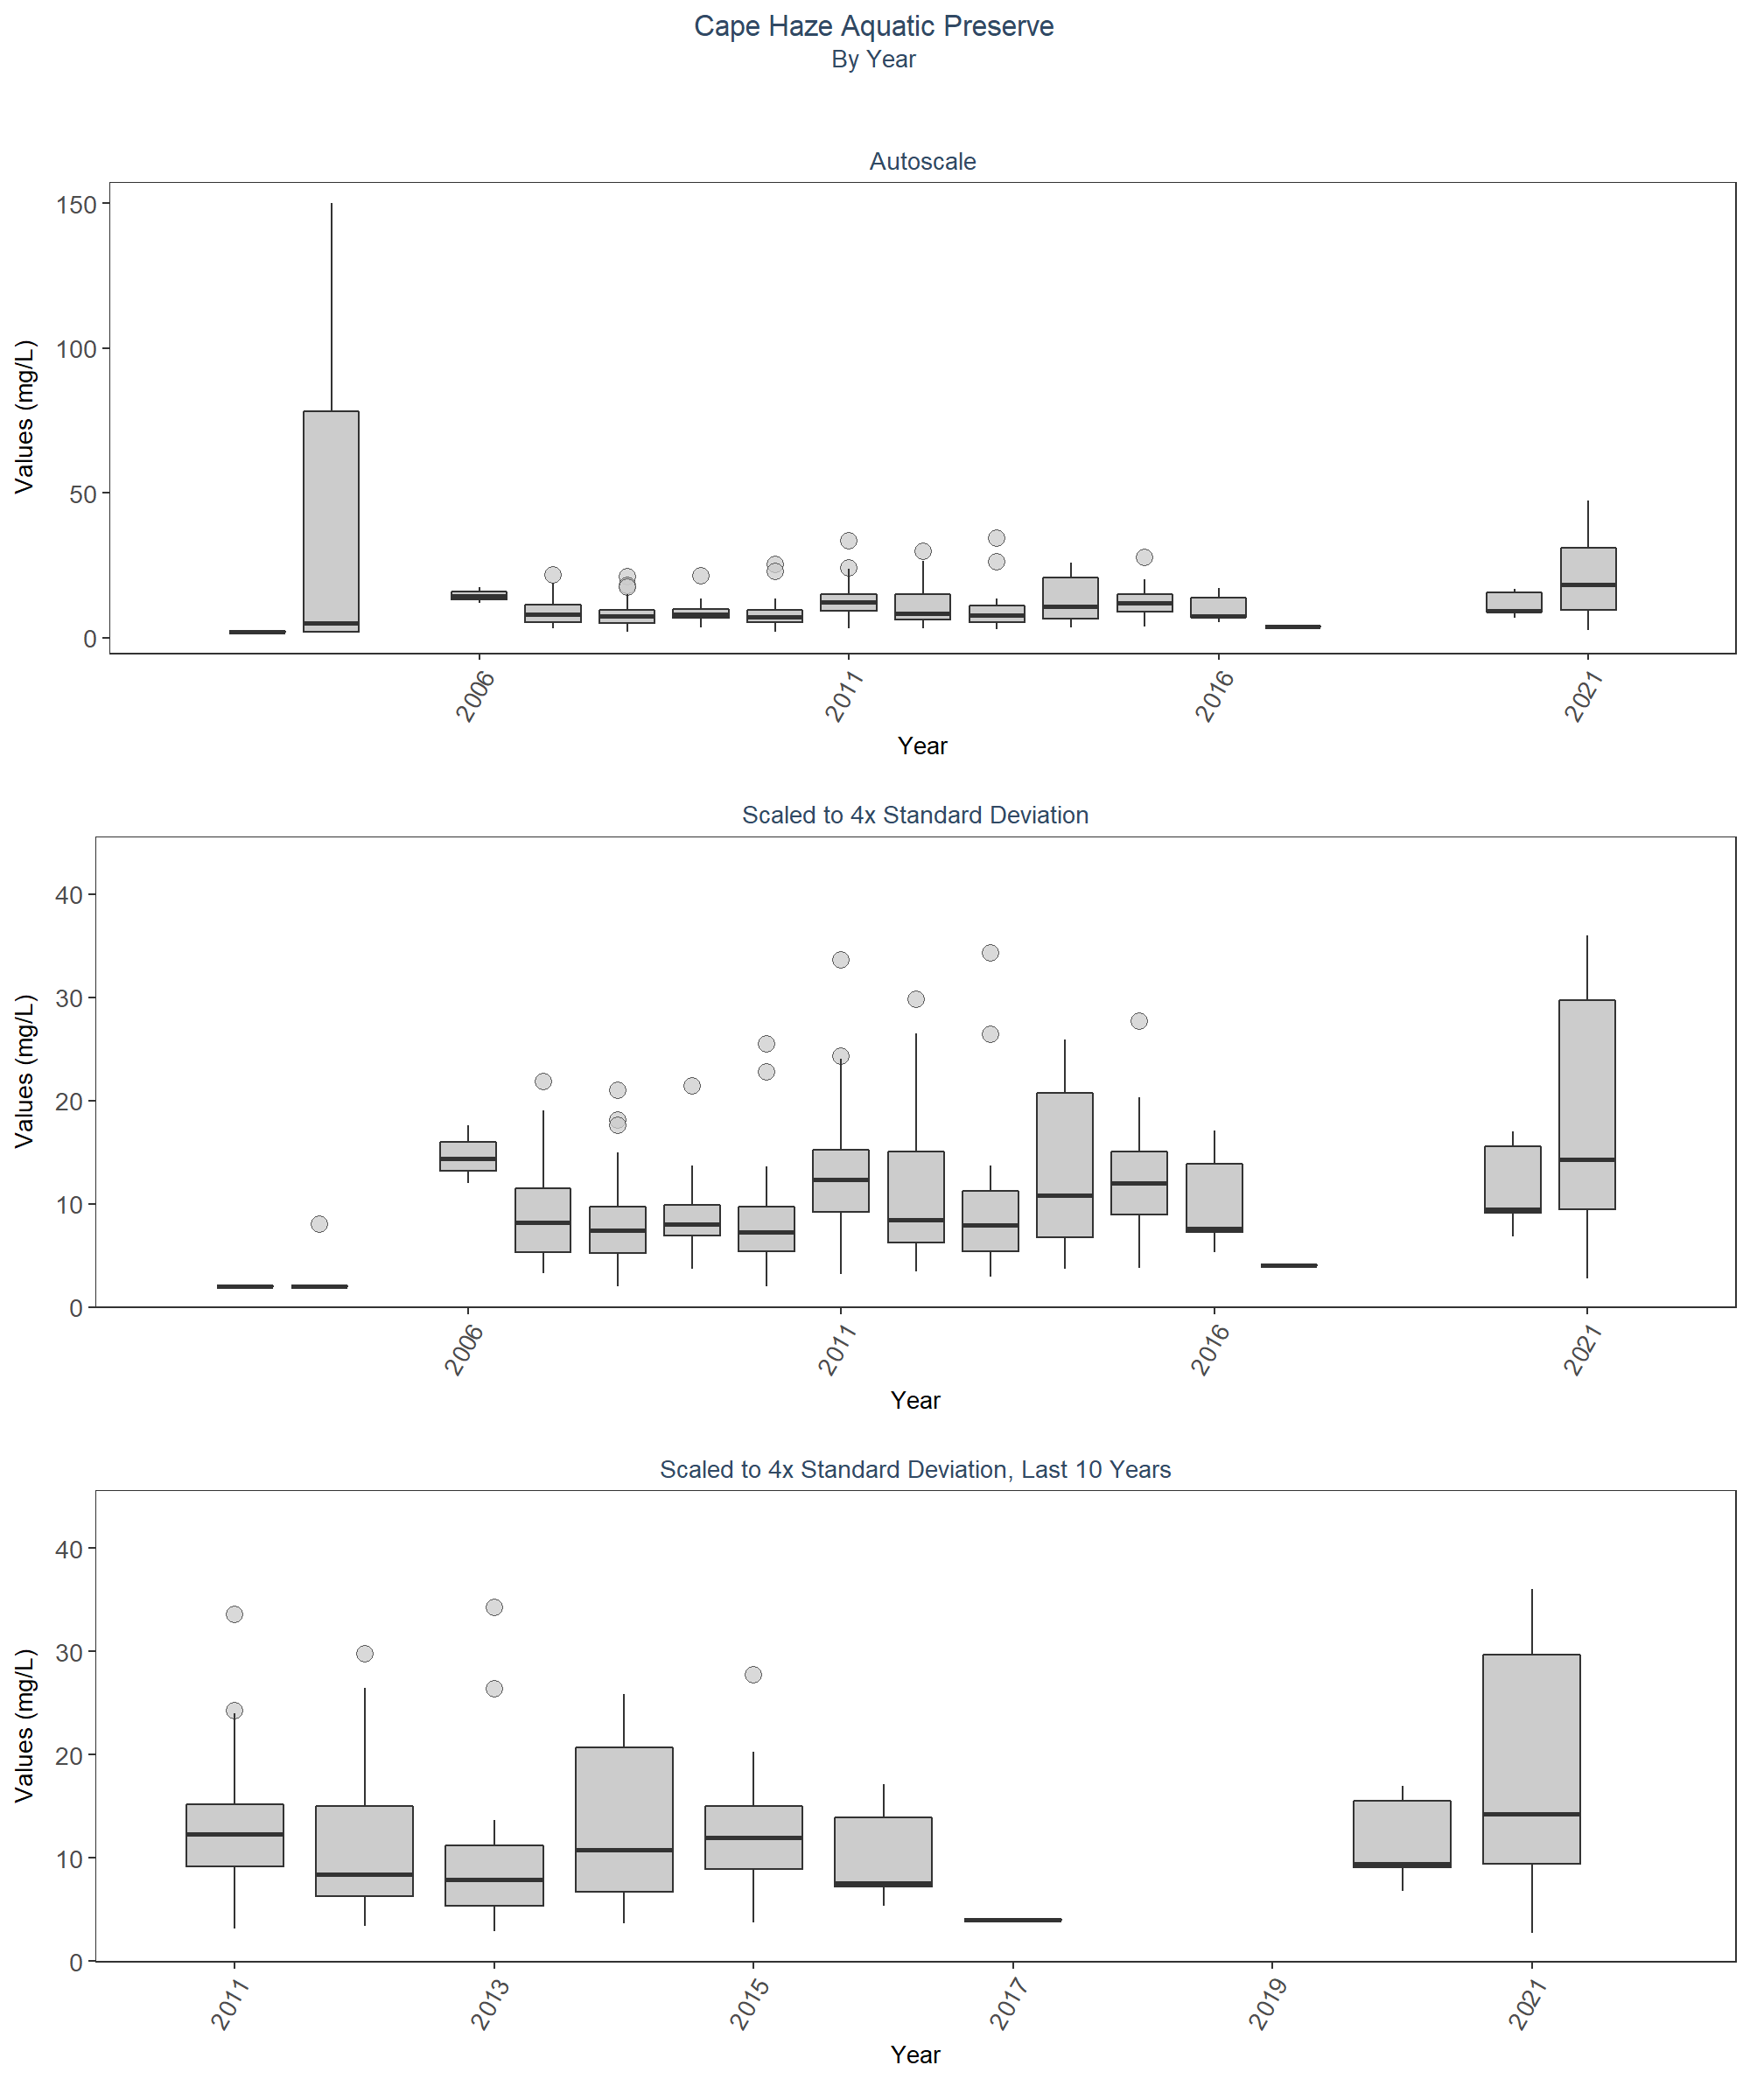 Cape Haze Aquatic Preserve
By Year
Autoscale
Values (mg/L)
150
100
50
0
2006
2011
2016
2021
Year
Scaled to 4x Standard Deviation
Values (mg/L)
40
30
20
10
0
2006
2011
2016
2021
Year
Scaled to 4x Standard Deviation, Last 10 Years
Values (mg/L)
40
30
20
10
0
2011
2013
2015
2017
2019
2021
Year